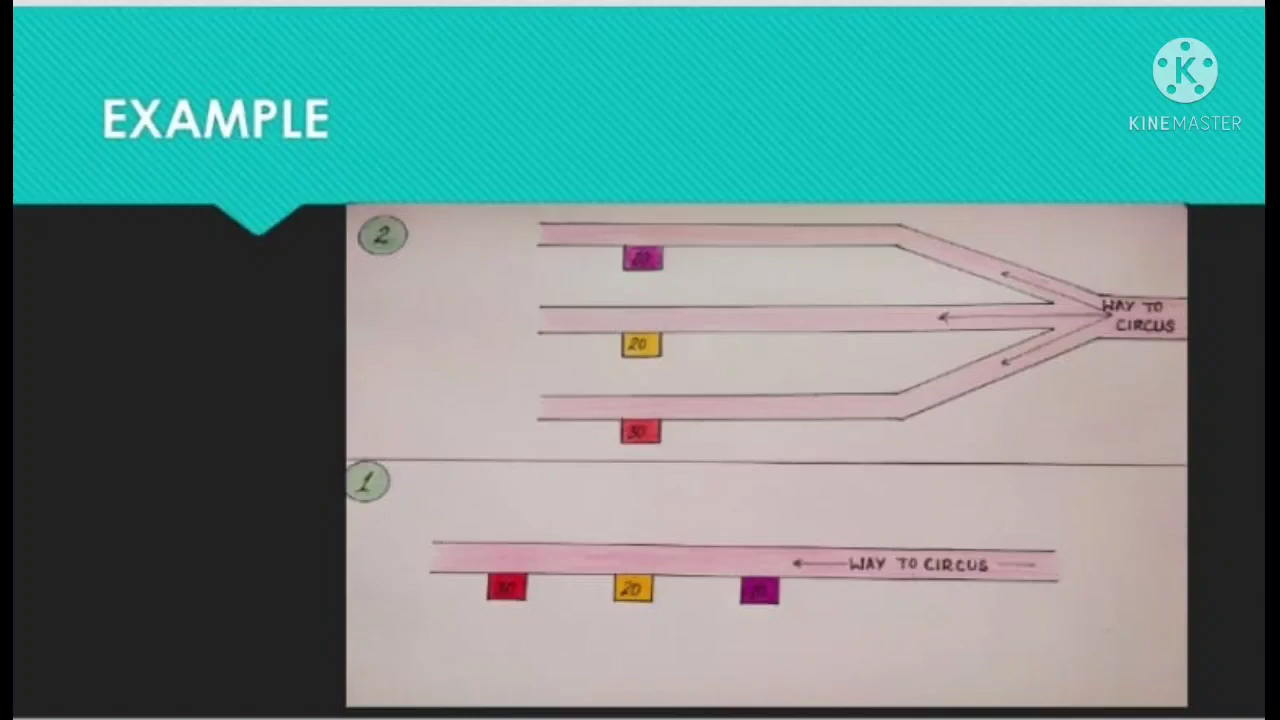 EXAMPLE
KINEMASTER
2
20
30
WAY TO
CIRCUS
1
WAY TO CIRCUS
20